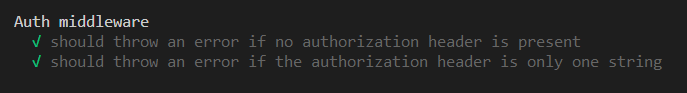 Auth middleware
√ should throw an error if no authorization header is present
√ should throw an error if the authorization header is only one string